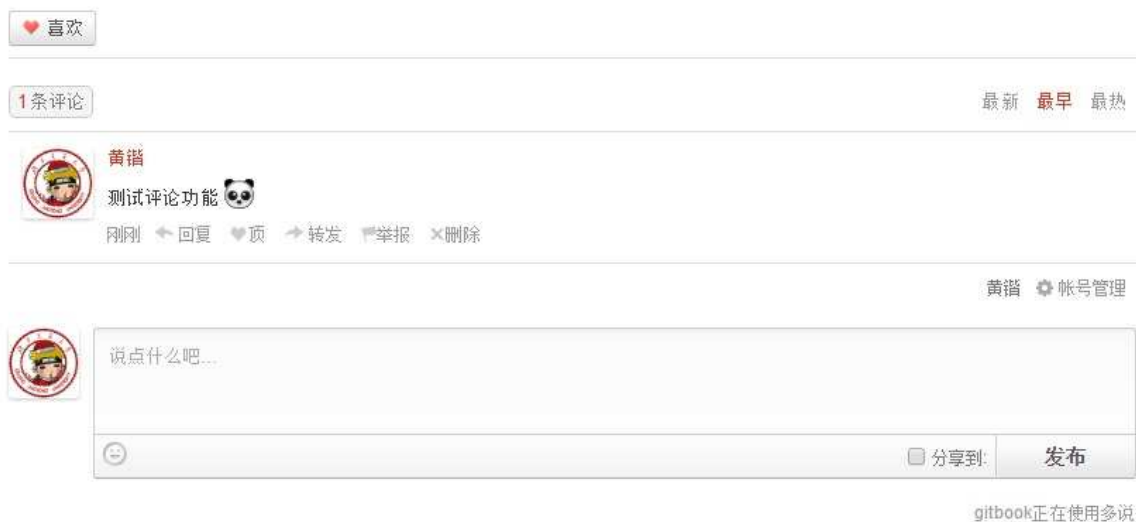 喜欢
1条评论 最新 最早 最热
黄锴
测试评论功能
刚刚 回复 顶 转发 举报 删除
黄锴 帐号管理
说点什么吧...
分享到: 发布
gitbook正在使用多说